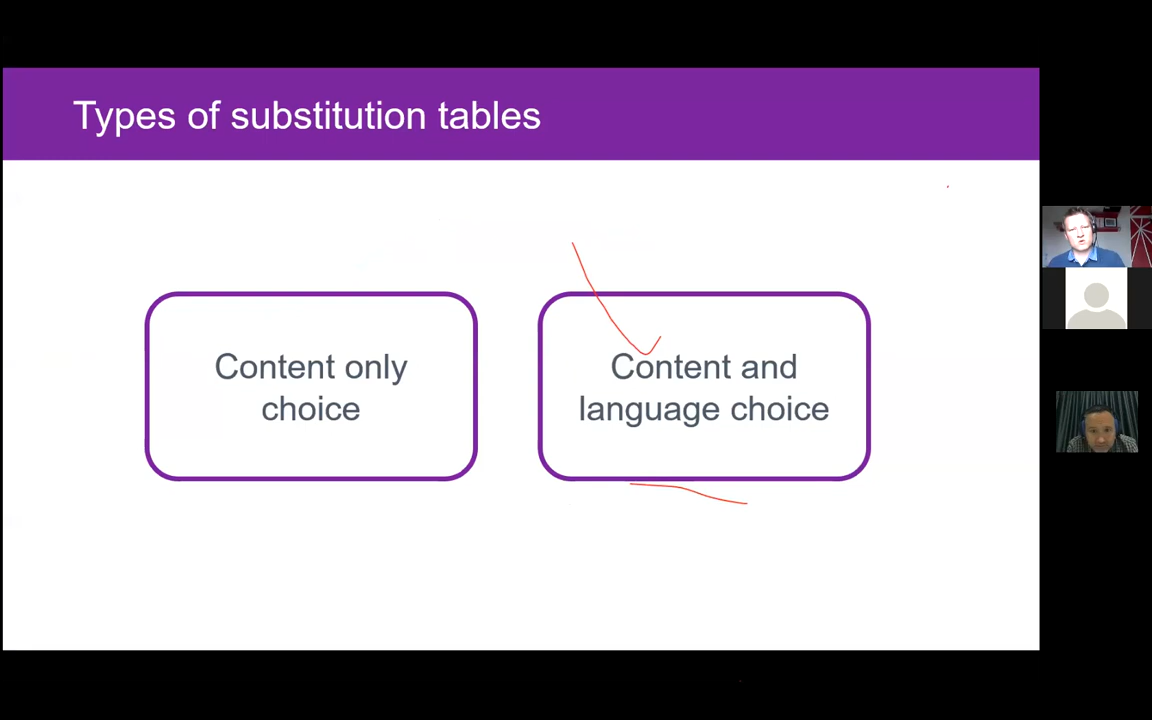 Types of substitution tables
Content only
choice
Content and
language choice